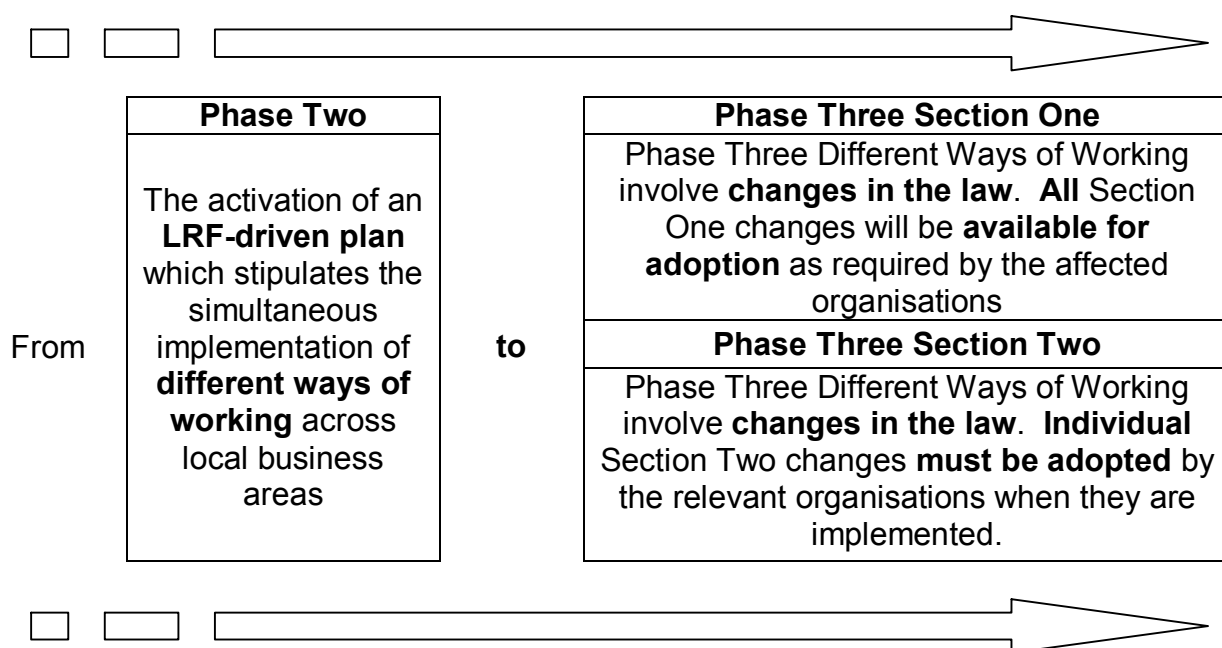 Phase Two
The activation of an
LRF-driven plan
which stipulates the
simultaneous
implementation of
different ways of
working across
local business
areas
From
to
Phase Three Section One
Phase Three Different Ways of Working
involve changes in the law.  All Section
One changes will be available for
adoption as required by the affected
organisations
Phase Three Section Two
Phase Three Different Ways of Working
involve changes in the law.  Individual
Section Two changes must be adopted by
the relevant organisations when they are
implemented.